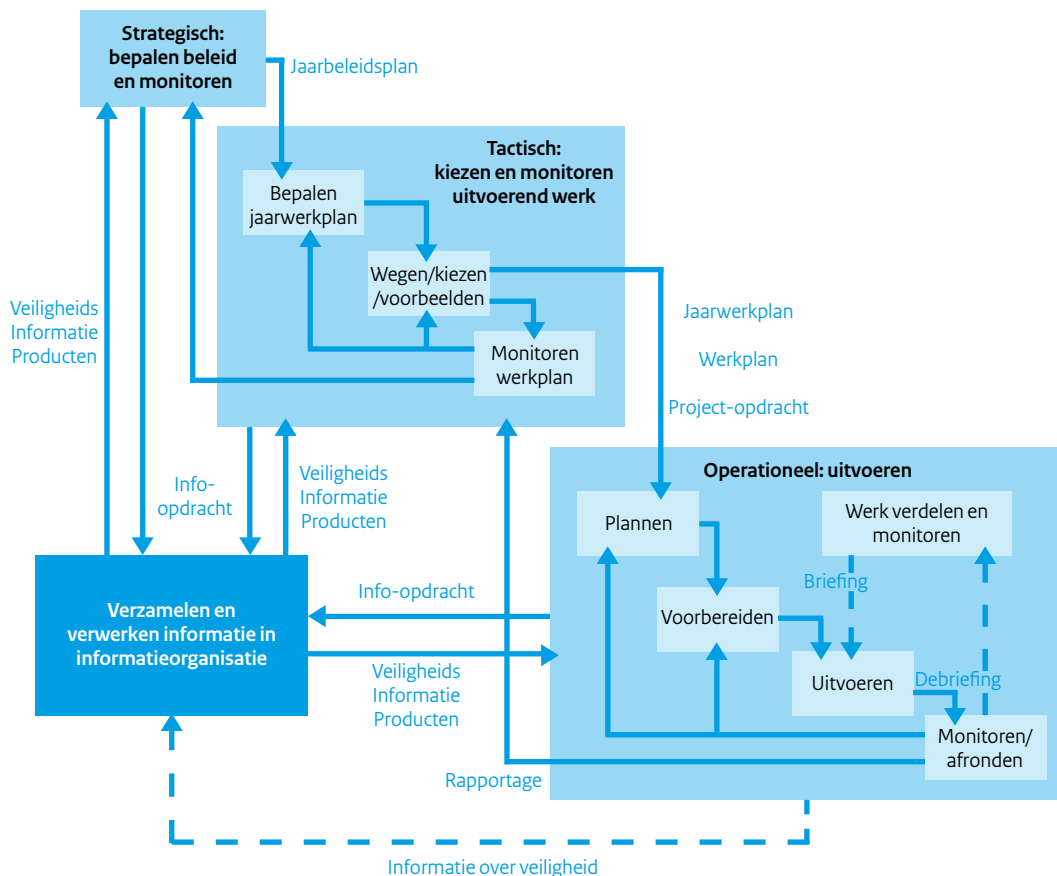 Strategisch:
bepalen beleid
en monitoren
Jaarbeleidsplan
Tactisch:
kiezen en monitoren
uitvoerend werk
Bepalen
jaarwerkplan
Wegen/kiezen
/voorbeelden
Monitoren
werkplan
Veiligheids
Informatie
Producten
Jaarwerkplan
Werkplan
Project-opdracht
Info-
opdracht
Veiligheids
Informatie
Producten
Operationeel: uitvoeren
Plannen
Werk verdelen en
monitoren
Briefing
Voorbereiden
Uitvoeren
Debriefing
Monitoren/
afronden
Verzamelen en
verwerken informatie in
informatieorganisatie
Info-opdracht
Veiligheids
Informatie
Producten
Rapportage
Informatie over veiligheid